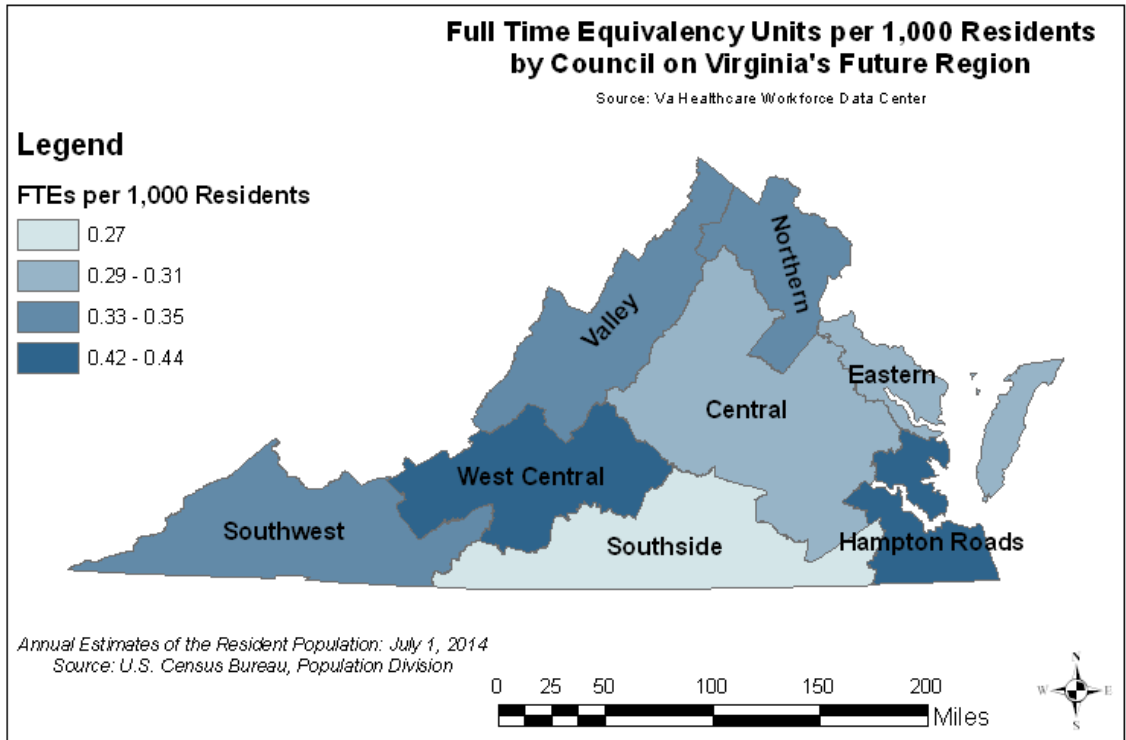 Full Time Equivalency Units per 1,000 Residents
by Council on Virginia's Future Region
Source: Va Healthcare Workforce Data Center
Legend
FTEs per 1,000 Residents
0.27
0.29 - 0.31
0.33 - 0.35
0.42 - 0.44
Northern
Valley
Eastern
Central
West Central
Southwest
Southside
Hampton Roads
Annual Estimates of the Resident Population: July 1, 2014
Source: U.S. Census Bureau, Population Division
0 25 50 100 150 200
Miles
N
W E
S